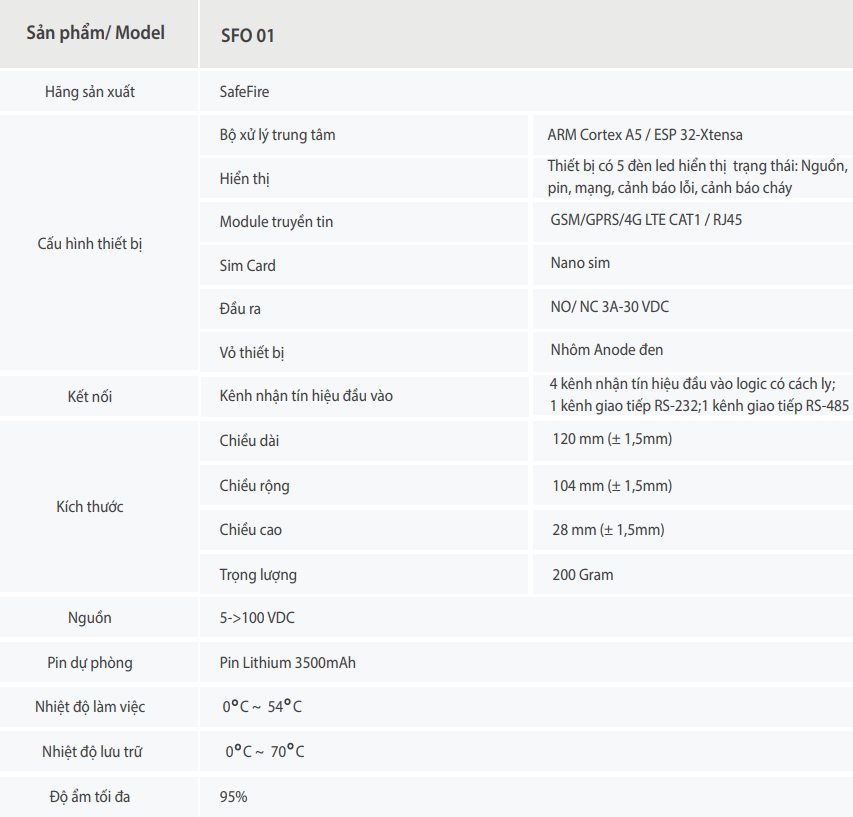 Sản phẩm/ Model
SFO 01
Hãng sản xuất
SafeFire
Cấu hình thiết bị
Bộ xử lý trung tâm
ARM Cortex A5 / ESP 32-Xtensa
Hiển thị
Thiết bị có 5 đèn led hiển thị trạng thái: Nguồn,
pin, mạng, cảnh báo lỗi, cảnh báo cháy
Module truyền tin
GSM/GPRS/4G LTE CAT1 / RJ45
Sim Card
Nano sim
Đầu ra
NO/ NC 3A-30 VDC
Vỏ thiết bị
Nhôm Anode đen
Kết nối
Kênh nhận tín hiệu đầu vào
4 kênh nhận tín hiệu đầu vào logic có cách ly;
1 kênh giao tiếp RS-232;1 kênh giao tiếp RS-485
Kích thước
Chiều dài
120 mm (± 1,5mm)
Chiều rộng
104 mm (± 1,5mm)
Chiều cao
28 mm (± 1,5mm)
Trọng lượng
200 Gram
Nguồn
5->100 VDC
Pin dự phòng
Pin Lithium 3500mAh
Nhiệt độ làm việc
0°C ~ 54°C
Nhiệt độ lưu trữ
0°C ~ 70°C
Độ ẩm tối đa
95%